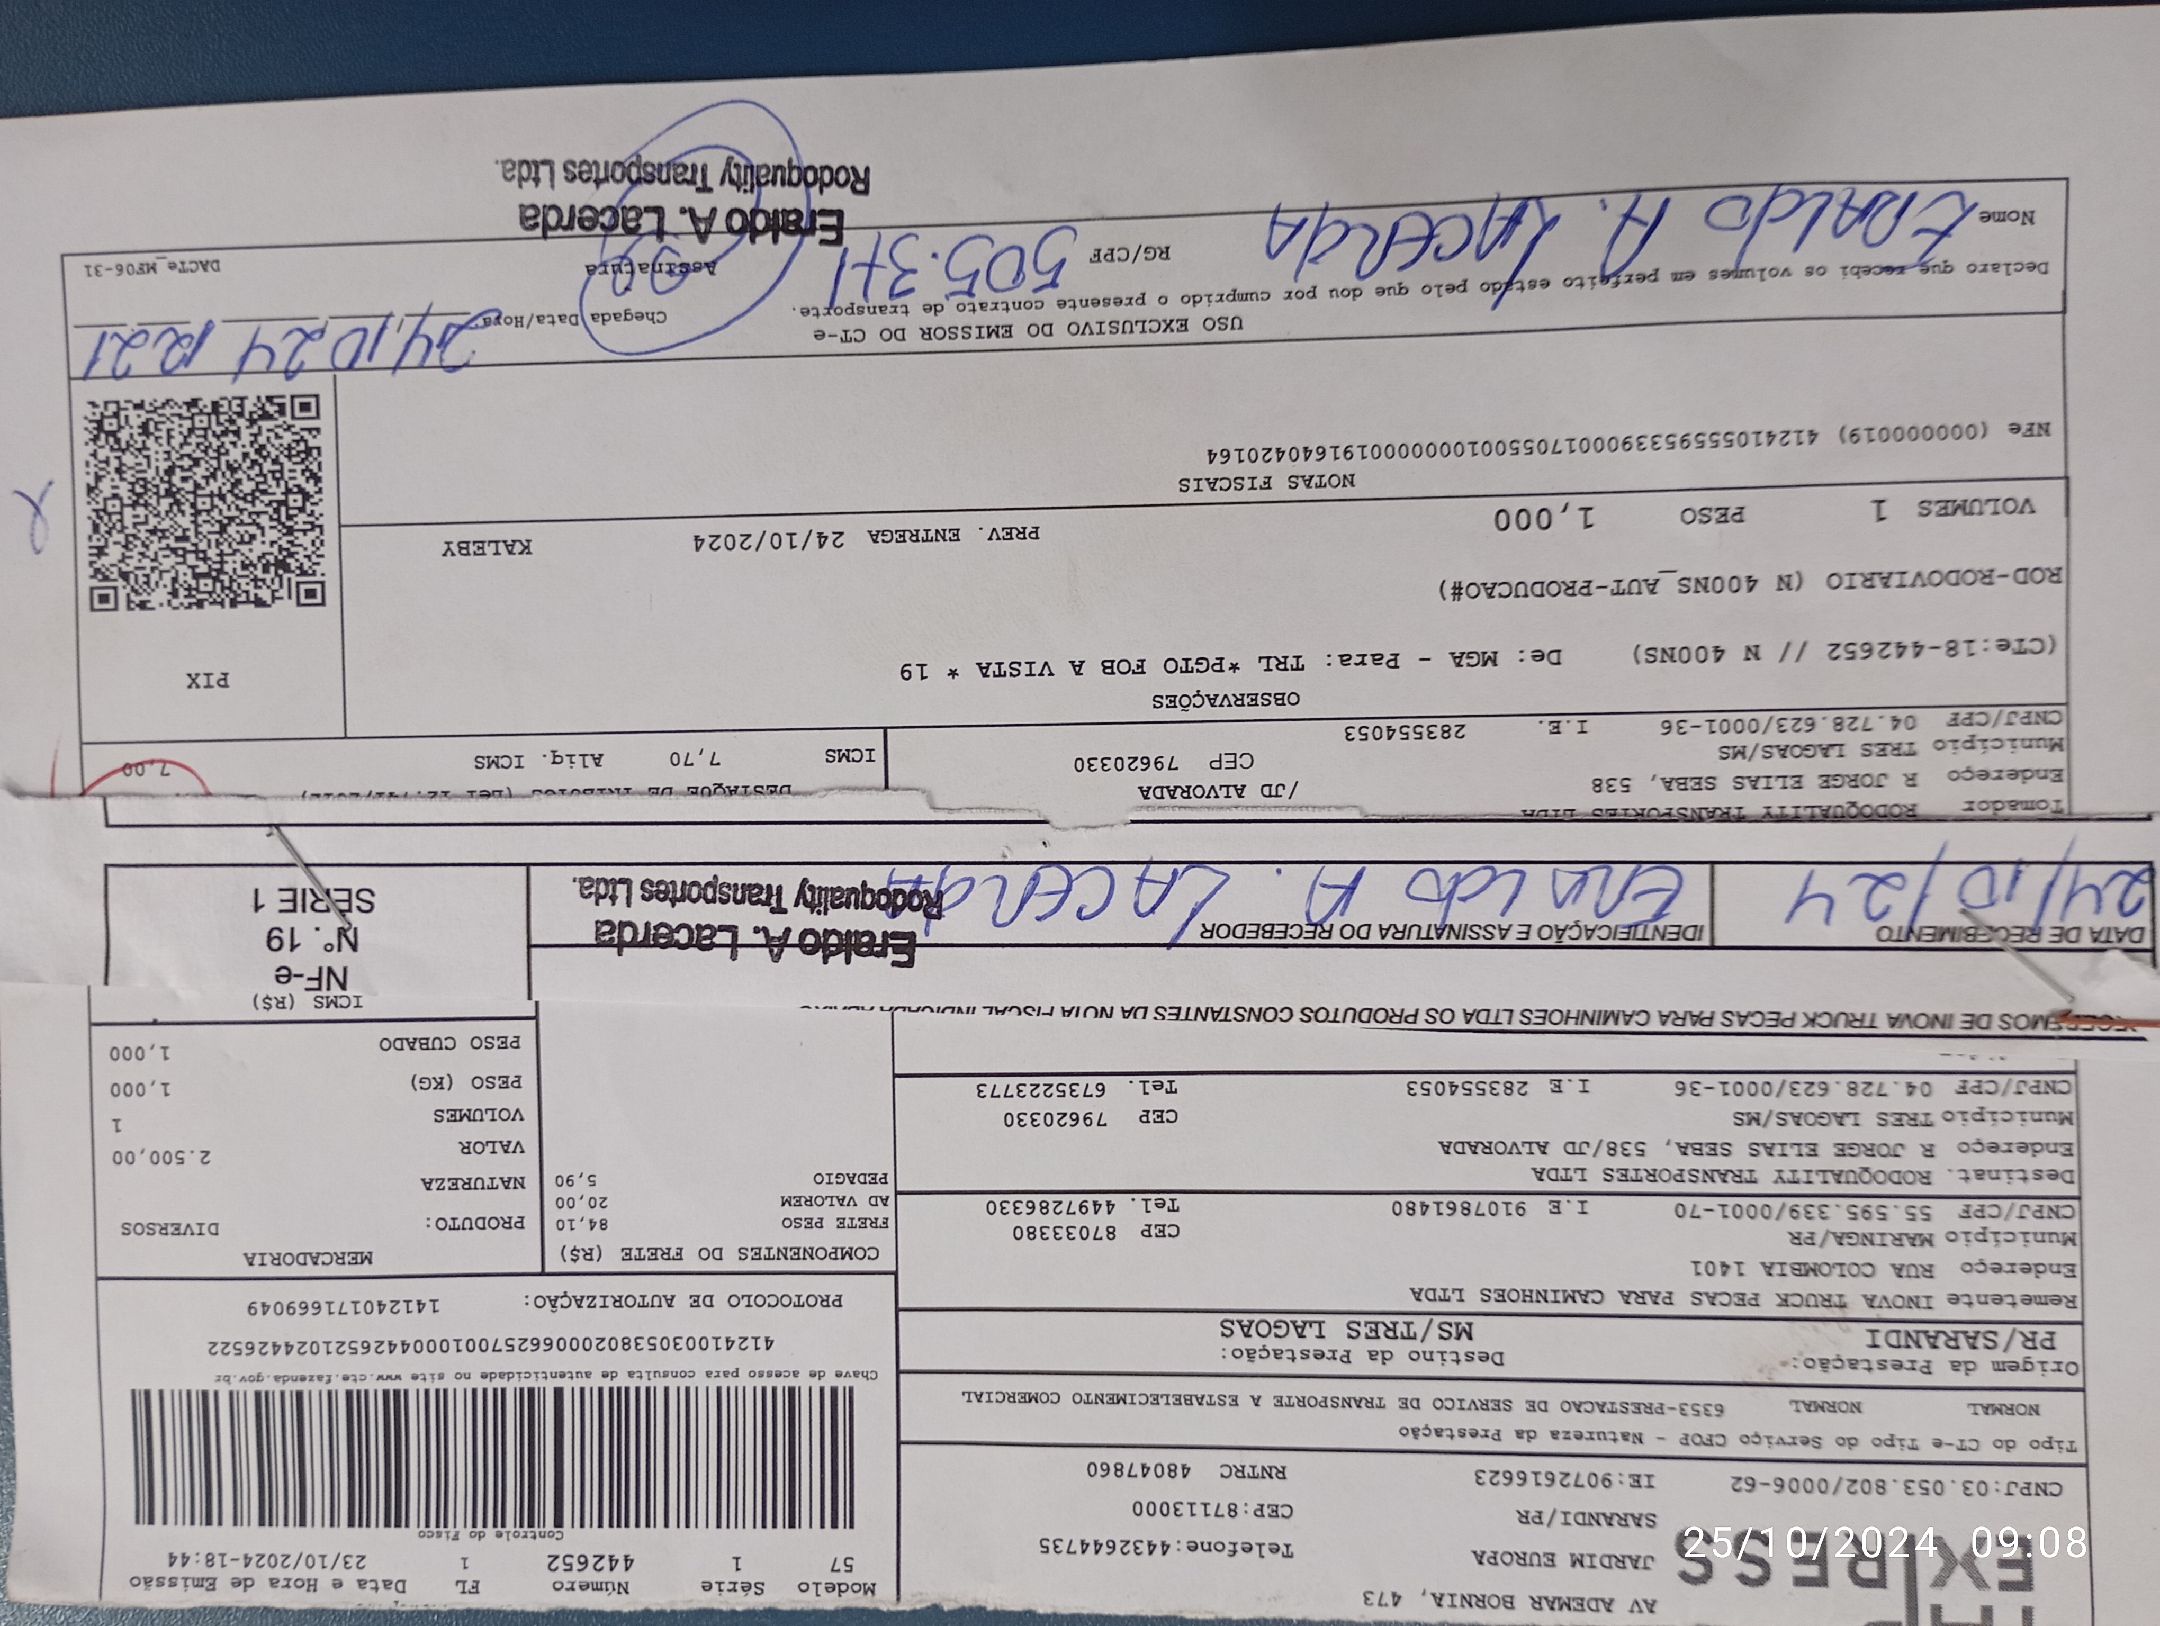 EXPRESS
AV ADEMAR BORNIA, 473
JARDIM EUROPA
SARANDI/PR
Telefone:4432644735
CEP:87113000
CNPJ:03.053.802/0006-62 IE:9072616623 RNTRC 48047860
Modelo Série Número FL Data e Hora de Emissão
57 1 442652 1 23/10/2024-18:44
Controle do Fisco
Chave de acesso para consulta de autenticidade no site www.cte.fazenda.gov.br
41241003053802000662570010004426521024426522
PROTOCOLO DE AUTORIZAÇÃO: 141240171669049
Tipo do CT-e Tipo do Serviço CFOP - Natureza da Prestação
NORMAL NORMAL 6353-PRESTACAO DE SERVICO DE TRANSPORTE A ESTABELECIMENTO COMERCIAL
Origem da Prestação: Destino da Prestação:
PR/SARANDI MS/TRES LAGOAS
Remetente INOVA TRUCK PECAS PARA CAMINHOES LTDA
Endereço RUA COLOMBIA 1401
Município MARINGA/PR CEP 87033380
CNPJ/CPF 55.595.339/0001-70 I.E 9107861480 Tel. 4497286330
Destinat. RODOQUALITY TRANSPORTES LTDA
Endereço R JORGE ELIAS SEBA, 538/JD ALVORADA
Município TRES LAGOAS/MS CEP 79620330
CNPJ/CPF 04.728.623/0001-36 I.E 283554053 Tel. 6735223773
COMPONENTES DO FRETE (R$)
FRETE PESO 84,10
AD VALOREM 20,00
PEDAGIO 5,90
MERCADORIA
PRODUTO: DIVERSOS
NATUREZA
VALOR 2.500,00
VOLUMES 1
PESO (KG) 1,000
PESO CUBADO 1,000
ICMS (R$)
DE INOVA TRUCK PECAS PARA CAMINHOES LTDA OS PRODUTOS CONSTANTES DA NOTA FISCAL
DATA DE RECEBIMENTO IDENTIFICAÇÃO E ASSINATURA DO RECEBEDOR
24/10/24 ERALDO A. LACERDA
Eraldo A. Lacerda
Rodoquality Transportes Ltda.
NF-e
Nº. 19
SÉRIE 1
Tomador RODOQUALITY TRANSPORTES LTDA
Endereço R JORGE ELIAS SEBA, 538 /JD ALVORADA
Município TRES LAGOAS/MS CEP 79620330
CNPJ/CPF 04.728.623/0001-36 I.E. 283554053
DESTAQUE DE TRIBUTOS
ICMS 7,70 Aliq. ICMS 7,00
OBSERVAÇÕES
(CTe:18-442652 // N 400NS) De: MGA - Para: TRL *PGTO FOB A VISTA * 19
ROD-RODOVIARIO (N 400NS_AUT-PRODUCAO#)
PIX
VOLUMES 1 PESO 1,000 PREV. ENTREGA 24/10/2024 KALEBY
NOTAS FISCAIS
NFe (00000019) 41241055595339000170550010000000191640420164
USO EXCLUSIVO DO EMISSOR DO CT-e
Declaro que recebi os volumes em perfeito estado pelo que dou por cumprido o presente contrato de transporte.
Chegada Data/Hora 24/10/24 12:21
Nome ERALDO A. LACERDA RG/CPF 505.371 Assinatura DACTe_MF06-31
Eraldo A. Lacerda
Rodoquality Transportes Ltda.
25/10/2024 09:08